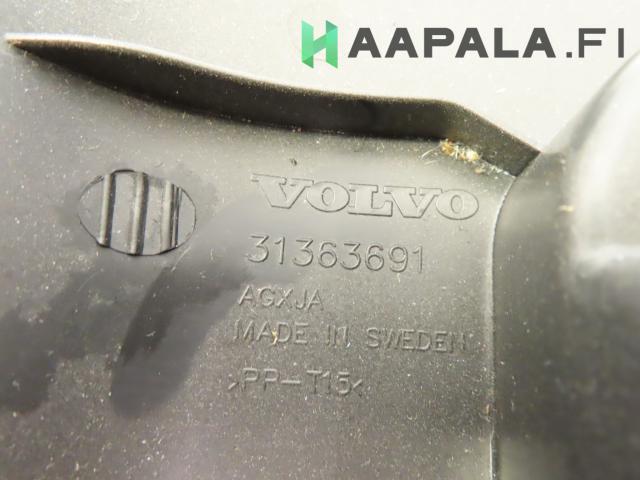 HAAPALA.FI
VOLVO
31363691
AGXJA
MADE IN SWEDEN
>PP-T15<